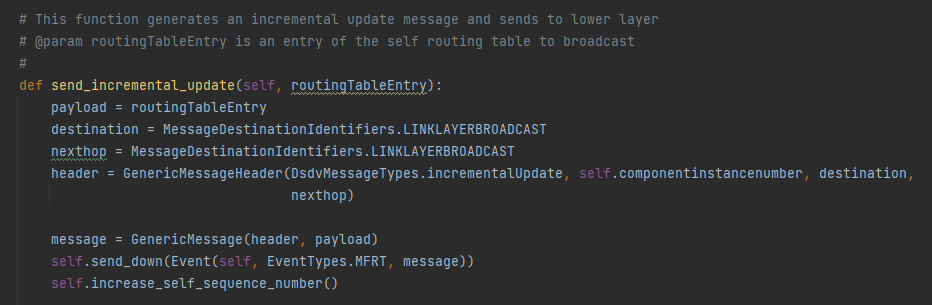 # This function generates an incremental update message and sends to lower layer
# @param routingTableEntry is an entry of the self routing table to broadcast
#
def send_incremental_update(self, routingTableEntry):
    payload = routingTableEntry
    destination = MessageDestinationIdentifiers.LINKLAYERBROADCAST
    nexthop = MessageDestinationIdentifiers.LINKLAYERBROADCAST
    header = GenericMessageHeader(DsdvMessageTypes.incrementalUpdate, self.componentinstancenumber, destination,
                                  nexthop)
    message = GenericMessage(header, payload)
    self.send_down(Event(self, EventTypes.MFRT, message))
    self.increase_self_sequence_number()